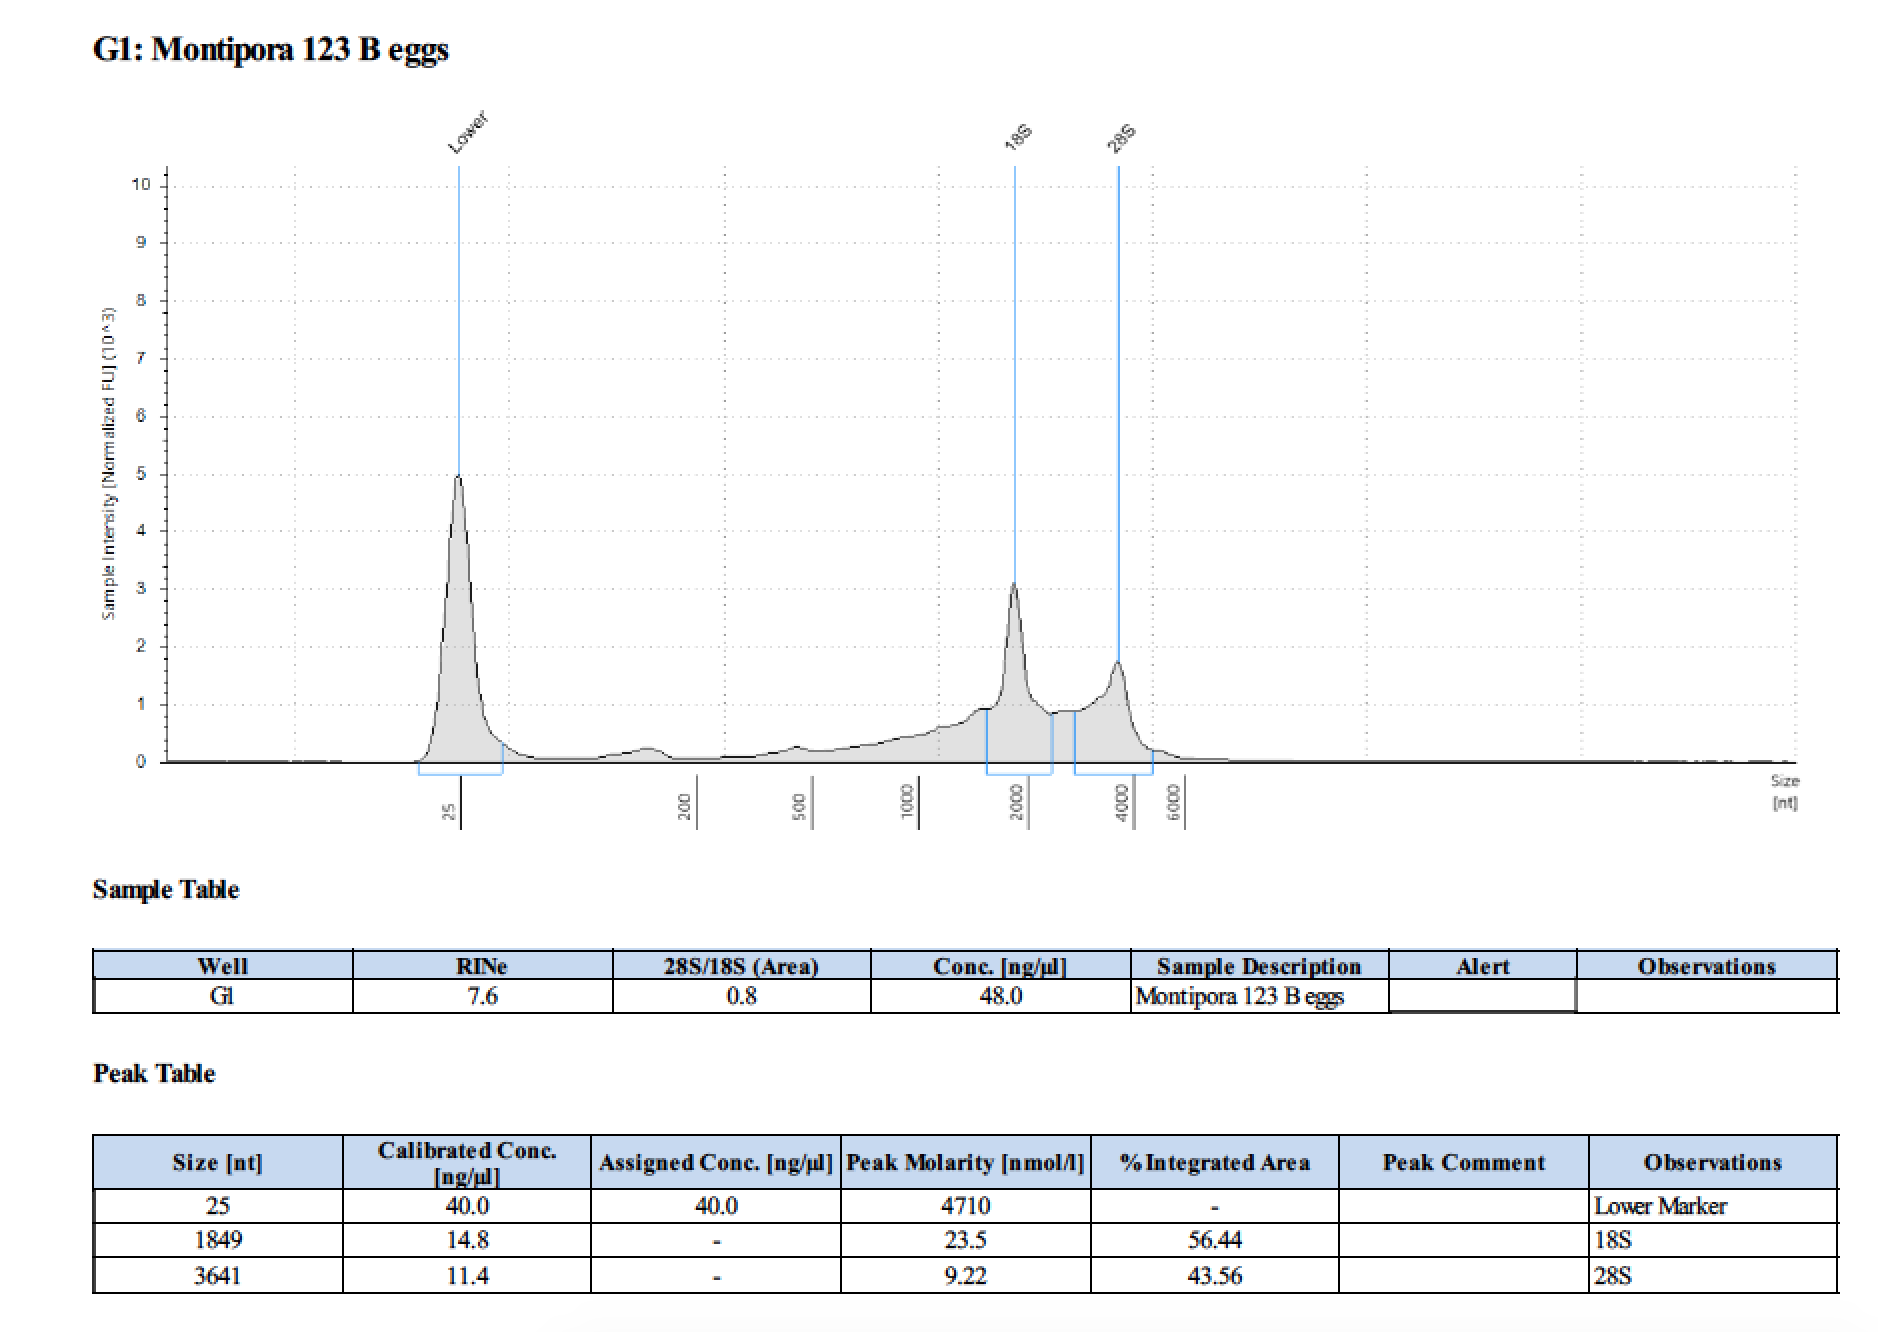 G1: Montipora 123 B eggs
Lower
18S
28S
Sample Intensity [Normalized FU] (10^3)
10
9
8
7
6
5
4
3
2
1
0
25
200
500
1000
2000
4000
6000
Size
[nt]
Sample Table
Well RINe 28S/18S (Area) Conc. [ng/µl] Sample Description Alert Observations
G1 7.6 0.8 48.0 Montipora 123 B eggs
Peak Table
Size [nt] Calibrated Conc. [ng/µl] Assigned Conc. [ng/µl] Peak Molarity [nmol/l] % Integrated Area Peak Comment Observations
25 40.0 40.0 4710 - Lower Marker
1849 14.8 - 23.5 56.44 18S
3641 11.4 - 9.22 43.56 28S